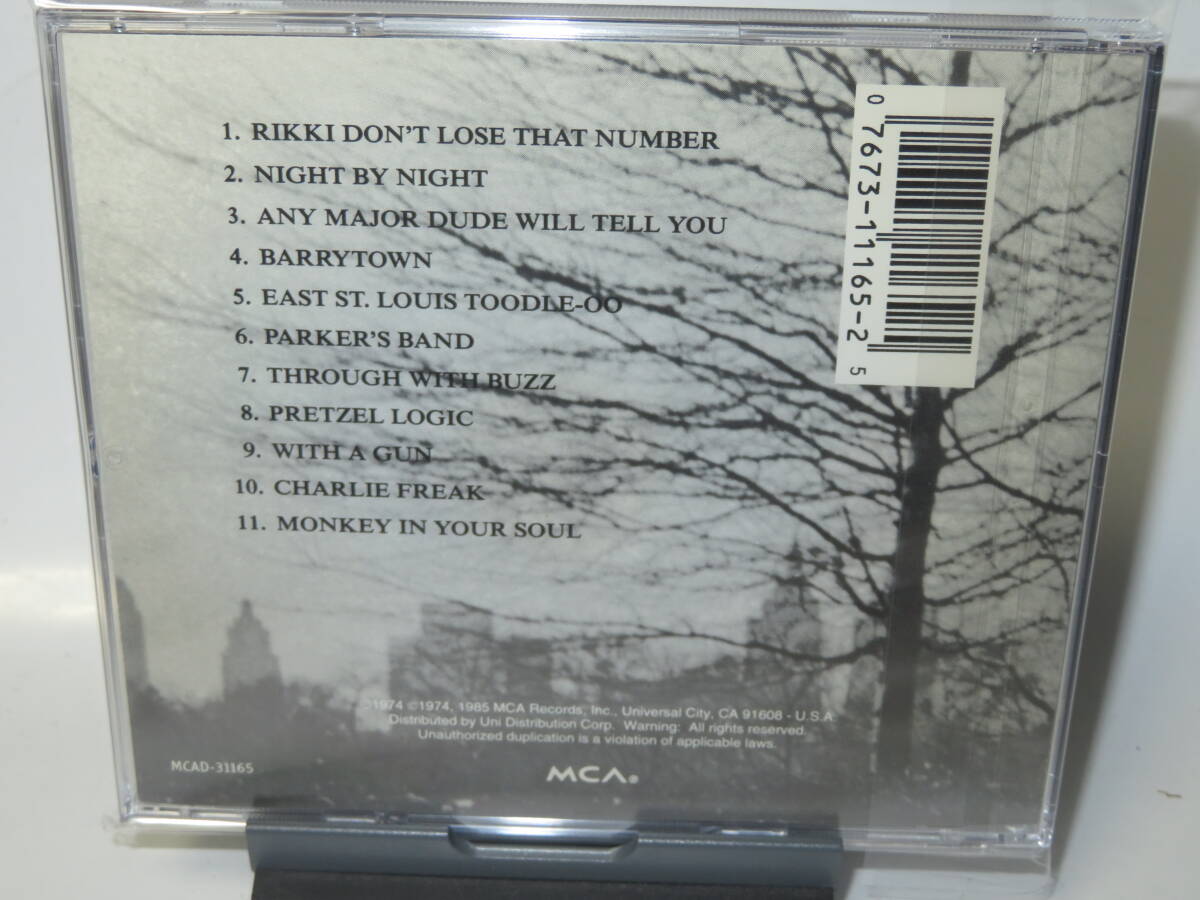 1. RIKKI DON'T LOSE THAT NUMBER
2. NIGHT BY NIGHT
3. ANY MAJOR DUDE WILL TELL YOU
4. BARRYTOWN
5. EAST ST. LOUIS TOODLE-OO
6. PARKER'S BAND
7. THROUGH WITH BUZZ
8. PRETZEL LOGIC
9. WITH A GUN
10. CHARLIE FREAK
11. MONKEY IN YOUR SOUL
0 7673-11165-2 5
℗1974 ©1974, 1985 MCA Records, Inc., Universal City, CA 91608 - U.S.A.
Distributed by Uni Distribution Corp. Warning: All rights reserved.
Unauthorized duplication is a violation of applicable laws.
MCAD-31165
MCA®